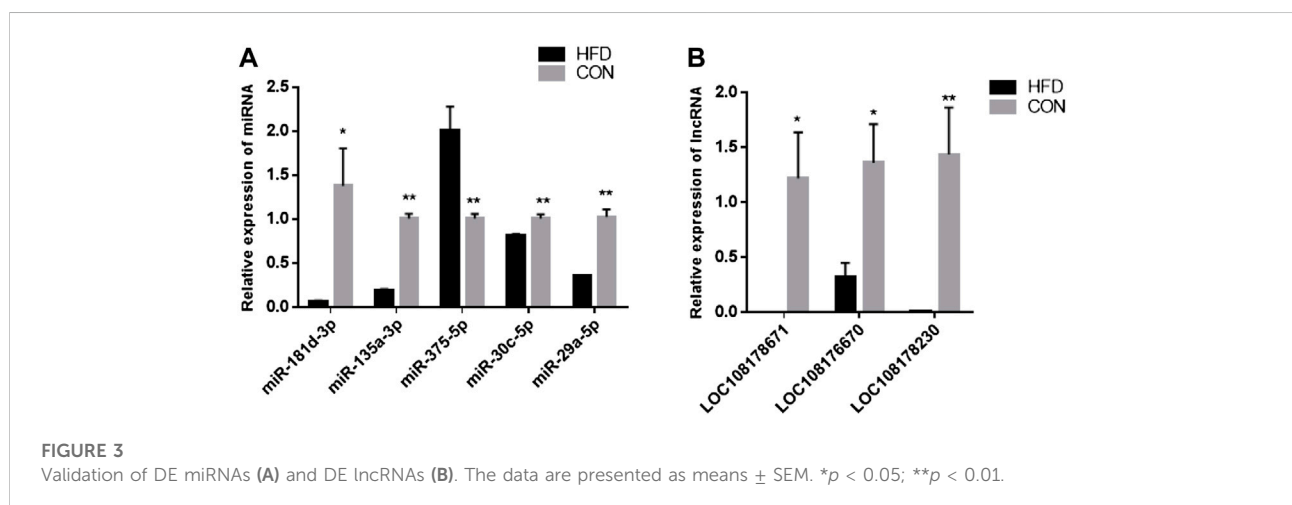 A
HFD
CON
Relative expression of miRNA
2.5
2.0
1.5
1.0
0.5
0.0
*
**
**
**
**
miR-181d-3p
miR-135a-3p
miR-375-5p
miR-30c-5p
miR-29a-5p
B
HFD
CON
Relative expression of lncRNA
2.0
1.5
1.0
0.5
0.0
*
*
**
LOC108178671
LOC108176670
LOC108178230
FIGURE 3
Validation of DE miRNAs (A) and DE lncRNAs (B). The data are presented as means ± SEM. *p < 0.05; **p < 0.01.